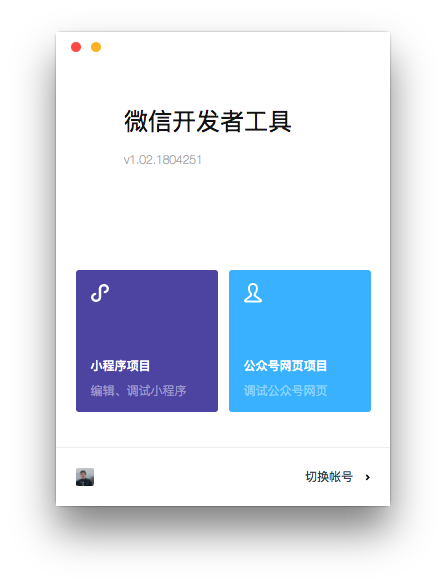 微信开发者工具
v1.02.1804251
小程序项目
公众号网页项目
编辑、调试小程序
调试公众号网页
切换帐号